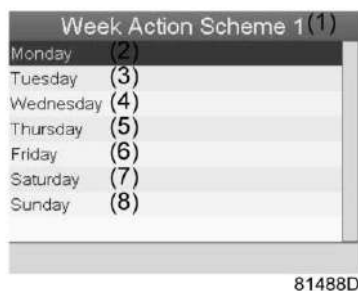 Week Action Scheme 1(1)
Monday (2)
Tuesday (3)
Wednesday (4)
Thursday (5)
Friday (6)
Saturday (7)
Sunday (8)
81488D